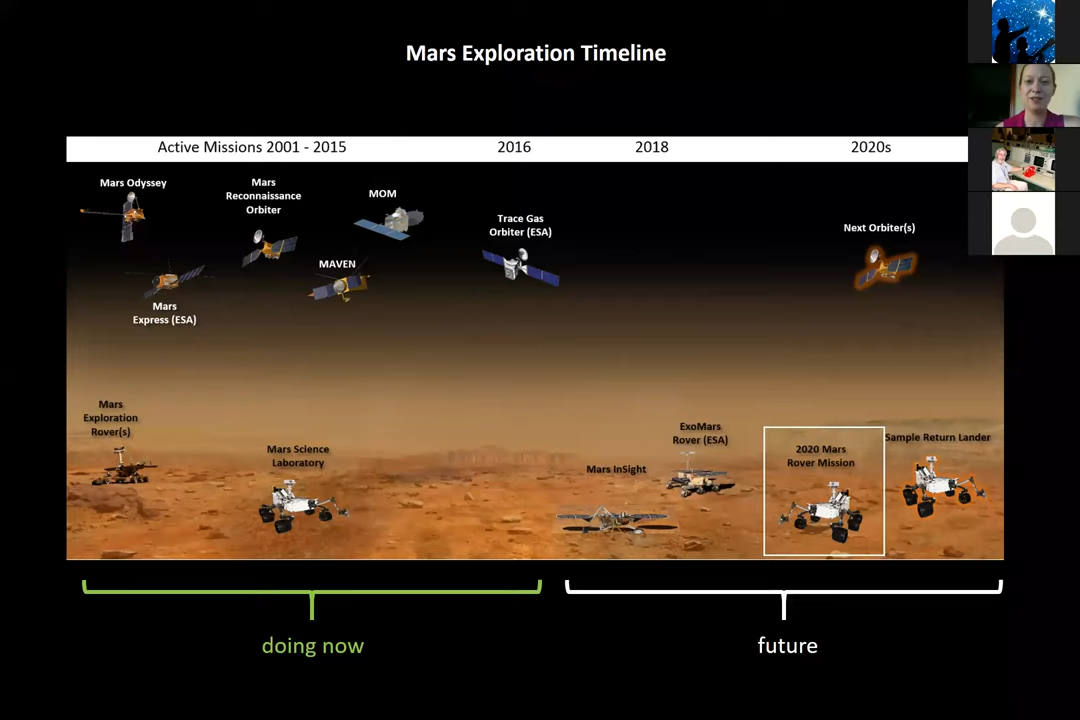 Mars Exploration Timeline
Active Missions 2001 - 2015
2016
2018
2020s
Mars Odyssey
Mars
Reconnaissance
Orbiter
MOM
Trace Gas
Orbiter (ESA)
Next Orbiter(s)
MAVEN
Mars
Express (ESA)
Mars
Exploration
Rover(s)
Mars Science
Laboratory
Mars InSight
ExoMars
Rover (ESA)
2020 Mars
Rover Mission
Sample Return Lander
doing now
future